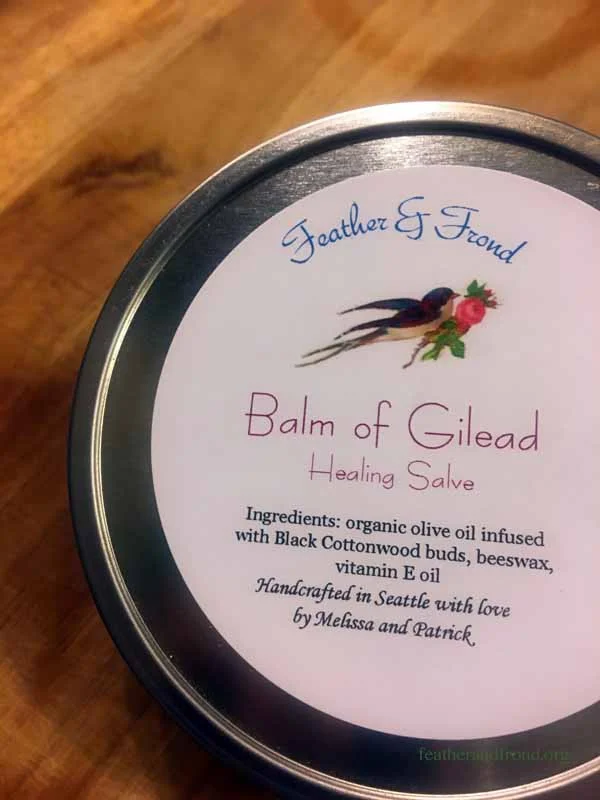 Feather & Frond
Balm of Gilead
Healing Salve
Ingredients: organic olive oil infused
with Black Cottonwood buds, beeswax,
vitamin E oil
Handcrafted in Seattle with love
by Melissa and Patrick
featherandfrond.org